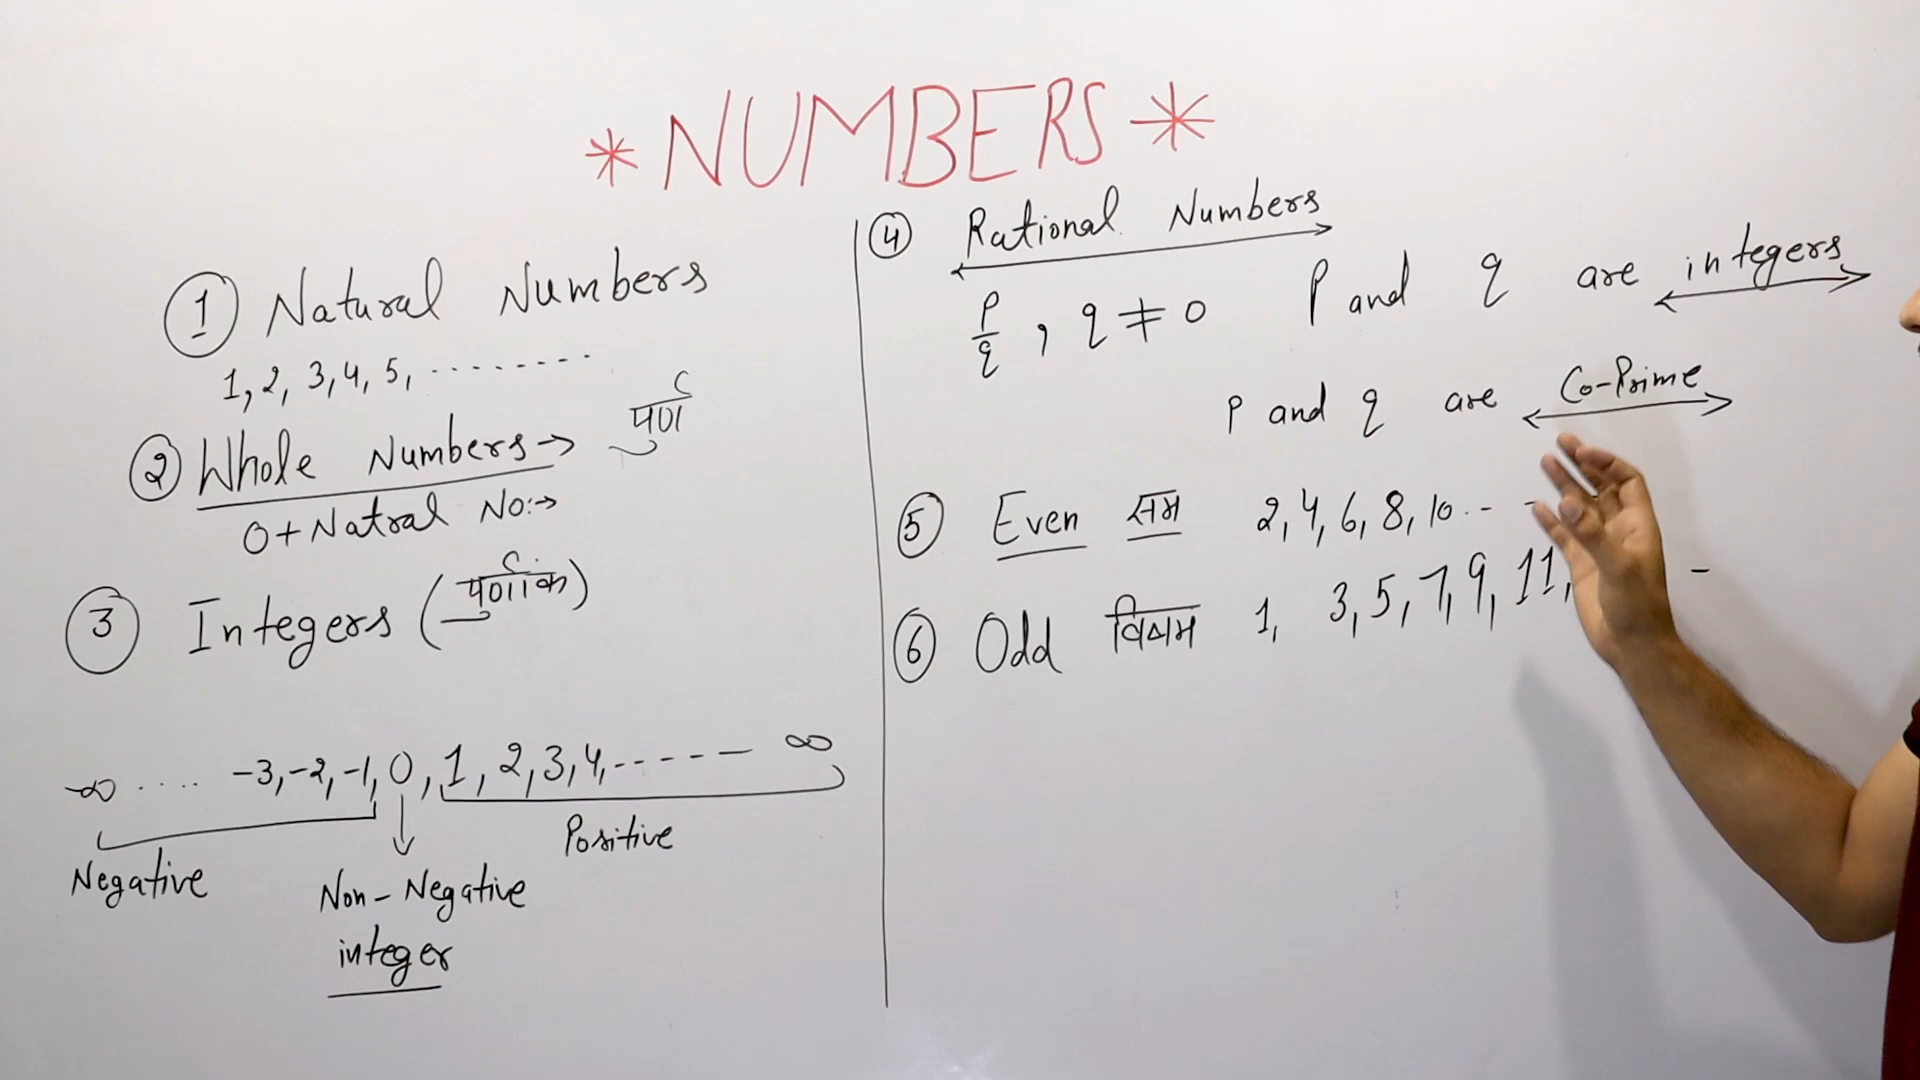 * NUMBERS *
① Natural Numbers
1, 2, 3, 4, 5, --------
② Whole Numbers → पुर्ण
0 + Natral No:→
③ Integers (पुर्णांक)
-∞ .... -3, -2, -1, 0, 1, 2, 3, 4, ----- ∞
Negative
Non-Negative
integer
Positive
④ Rational Numbers
p/q , q ≠ 0 P and q are integers
P and q are Co-Prime
⑤ Even सम 2, 4, 6, 8, 10 ---
⑥ Odd विषम 1, 3, 5, 7, 9, 11, -